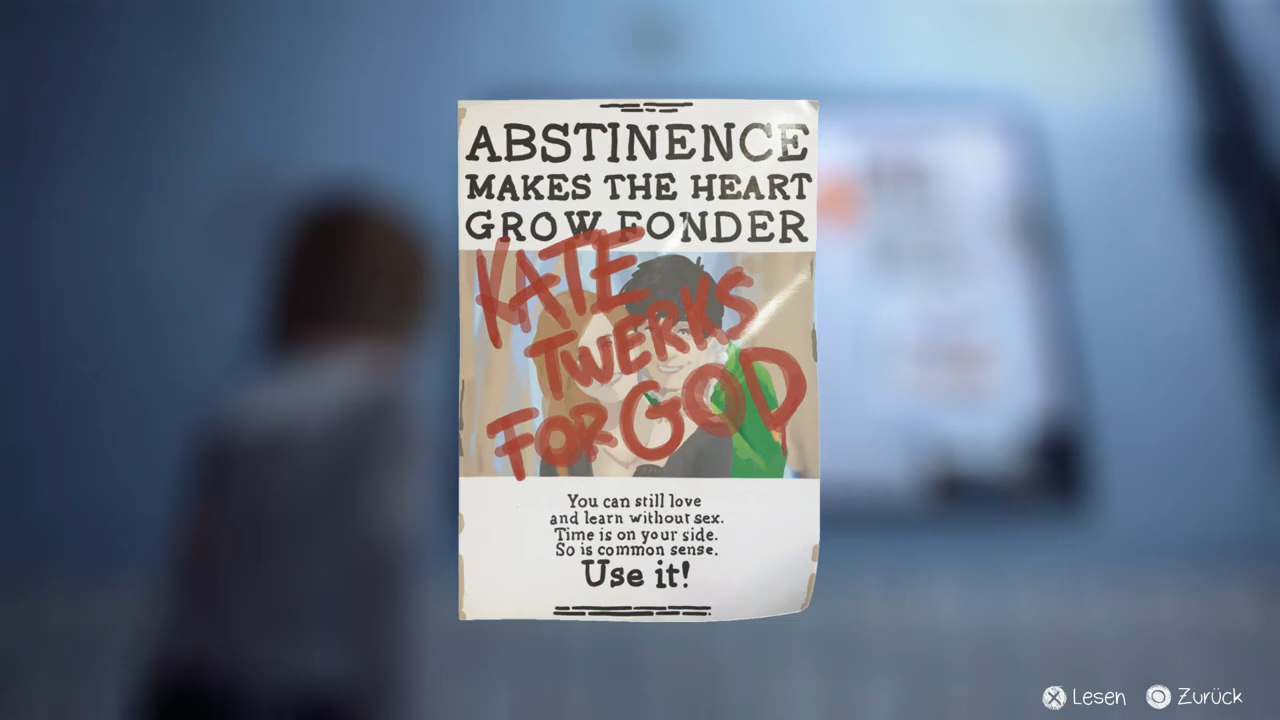 ABSTINENCE
MAKES THE HEART
GROW FONDER
KATE
TWERKS
FOR GOD
You can still love
and learn without sex.
Time is on your side.
So is common sense.
Use it!
Lesen
Zurück